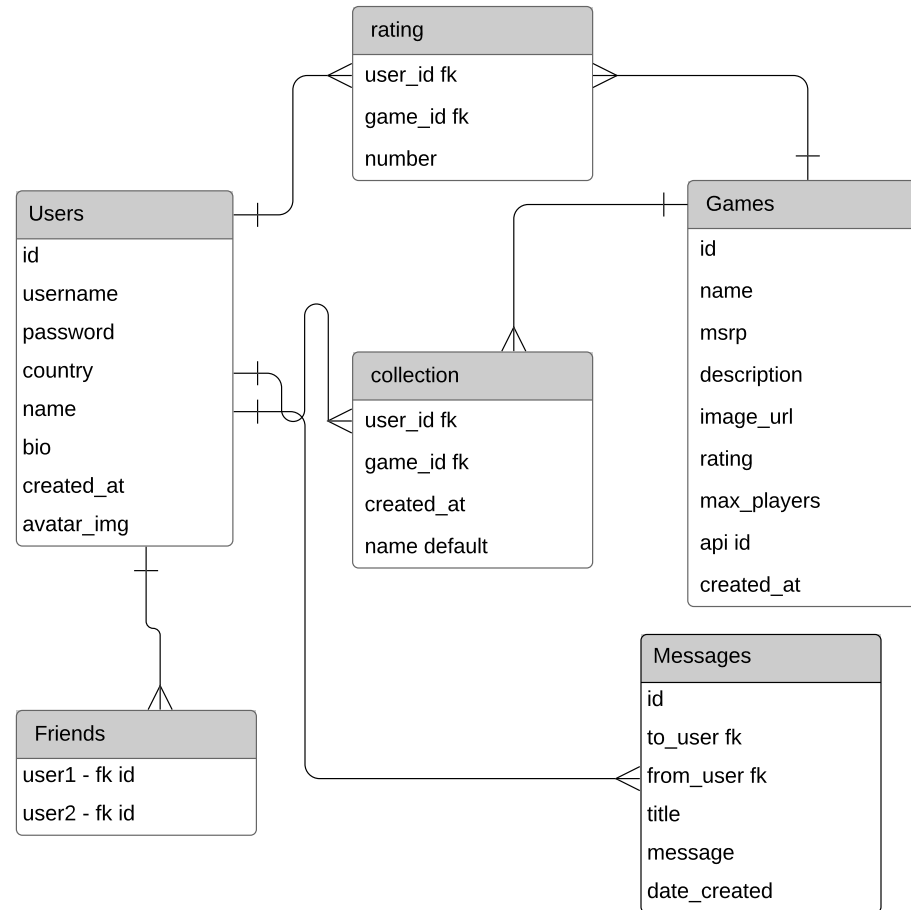 rating
user_id fk
game_id fk
number
Users
id
username
password
country
name
bio
created_at
avatar_img
Games
id
name
msrp
description
image_url
rating
max_players
api id
created_at
collection
user_id fk
game_id fk
created_at
name default
Friends
user1 - fk id
user2 - fk id
Messages
id
to_user fk
from_user fk
title
message
date_created